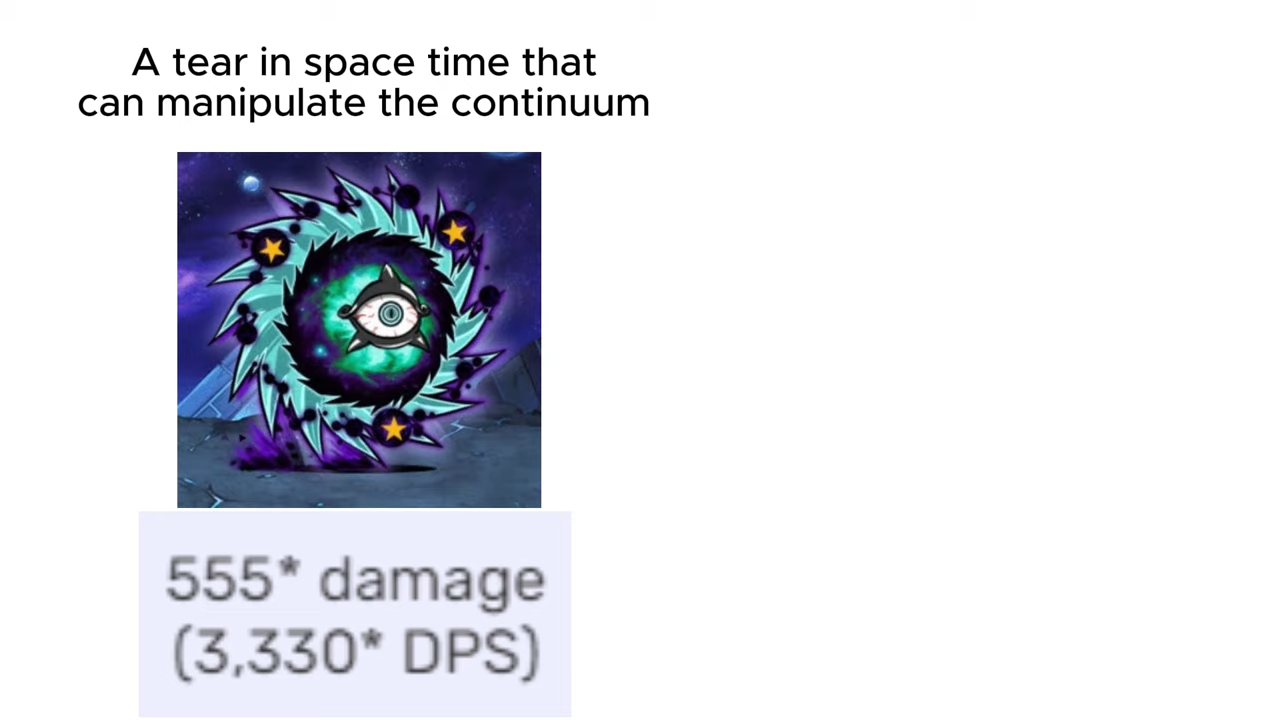 A tear in space time that
can manipulate the continuum
555* damage
(3,330* DPS)